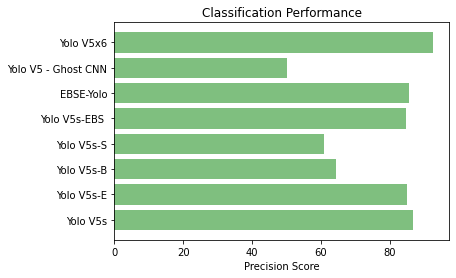 Classification Performance
Yolo V5x6
Yolo V5 - Ghost CNN
EBSE-Yolo
Yolo V5s-EBS
Yolo V5s-S
Yolo V5s-B
Yolo V5s-E
Yolo V5s
0 20 40 60 80
Precision Score